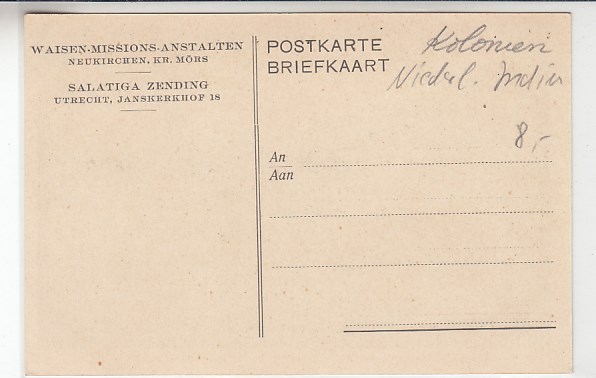 WAISEN-MISSIONS-ANSTALTEN
NEUKIRCHEN, KR. MÖRS
SALATIGA ZENDING
UTRECHT, JANSKERKHOF 18
POSTKARTE
BRIEFKAART
Kolonien
Niederl. Indien
8,-
An
Aan